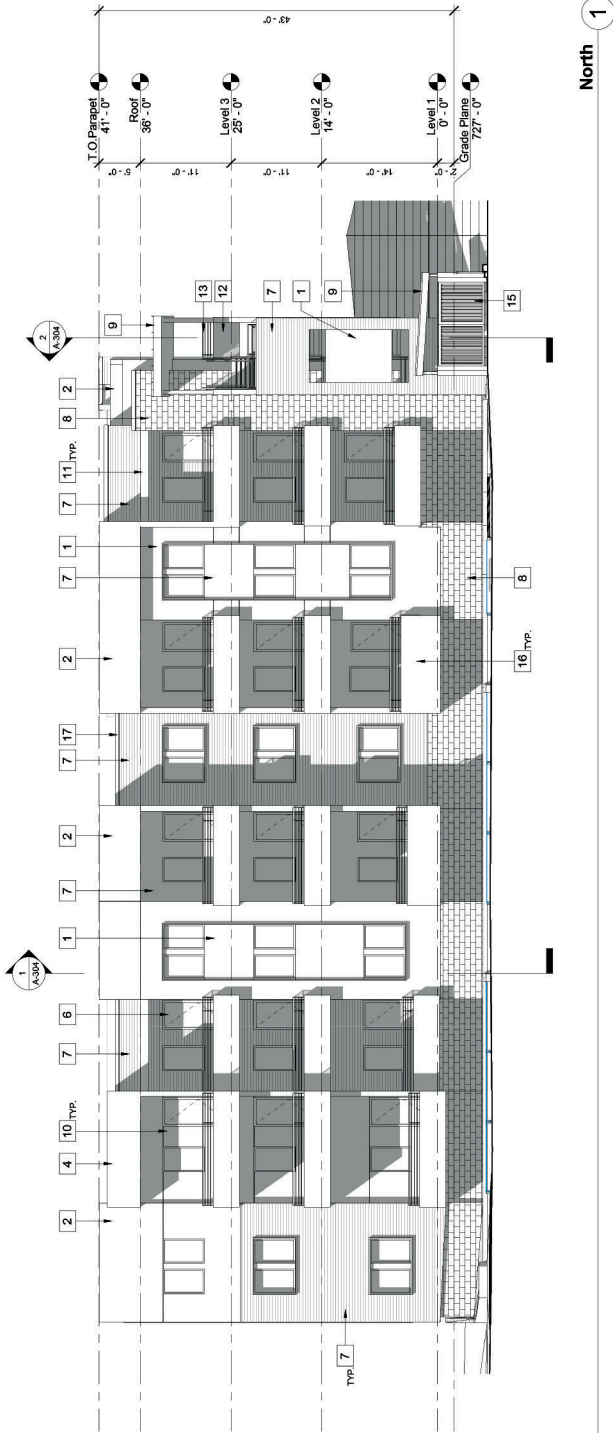 43' - 0"
T.O.Parapet
41' - 0"
Roof
36' - 0"
Level 3
25' - 0"
Level 2
14' - 0"
Level 1
0' - 0"
Grade Plane
727' - 0"
5' - 0"
11' - 0"
11' - 0"
14' - 0"
2' - 0"
2
4
10 TYP.
7
6
1
A-304
1
7
2
7
17
2
7
1
7
11 TYP.
8
2
9
2
A-304
13
12
7
1
9
15
TYP. 7
16 TYP.
8
North
1